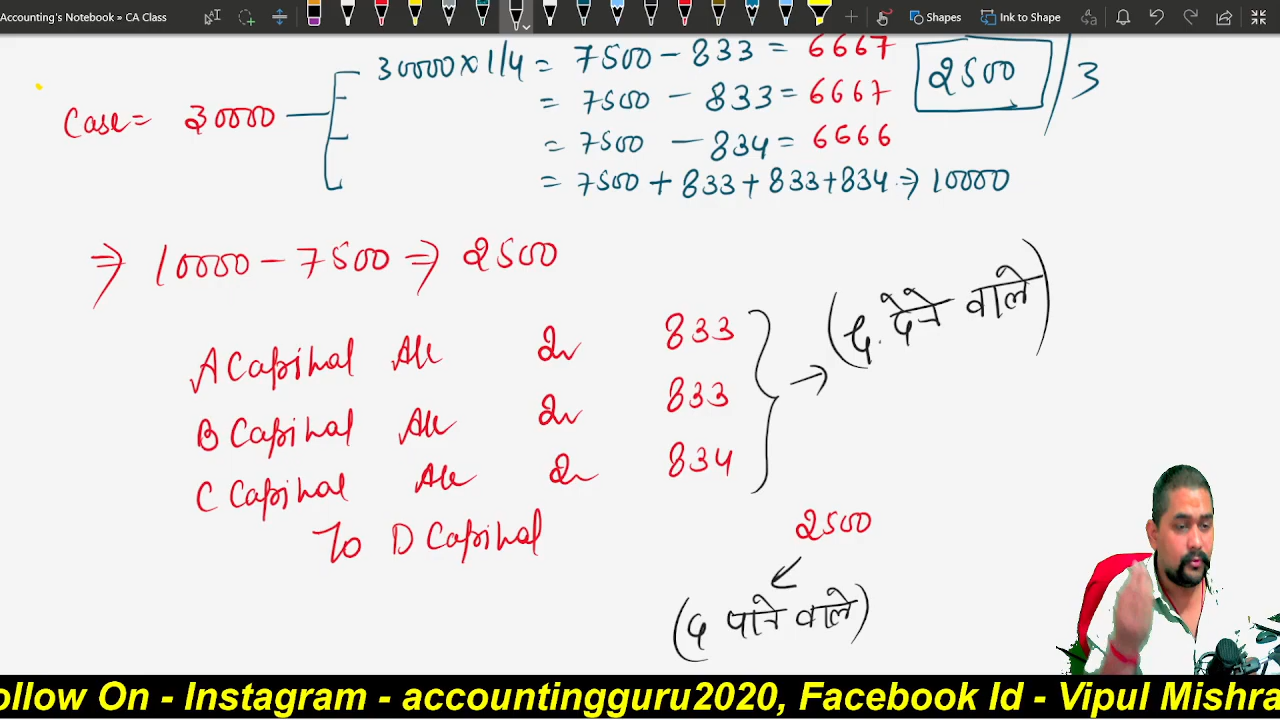 Accounting's Notebook » CA Class
Shapes
Ink to Shape
30000 x 1/4 = 7500 - 833 = 6667
2500 / 3
Case = 30000
= 7500 - 833 = 6667
= 7500 - 834 = 6666
= 7500 + 833 + 833 + 834 ⇒ 10000
⇒ 10000 - 7500 ⇒ 2500
(द. देने वाले)
A Capital A/c Dr 833
B Capital A/c Dr 833
C Capital A/c Dr 834
To D Capital
2500
(द पाने वाले)
ollow On - Instagram - accountingguru2020, Facebook Id - Vipul Mishra